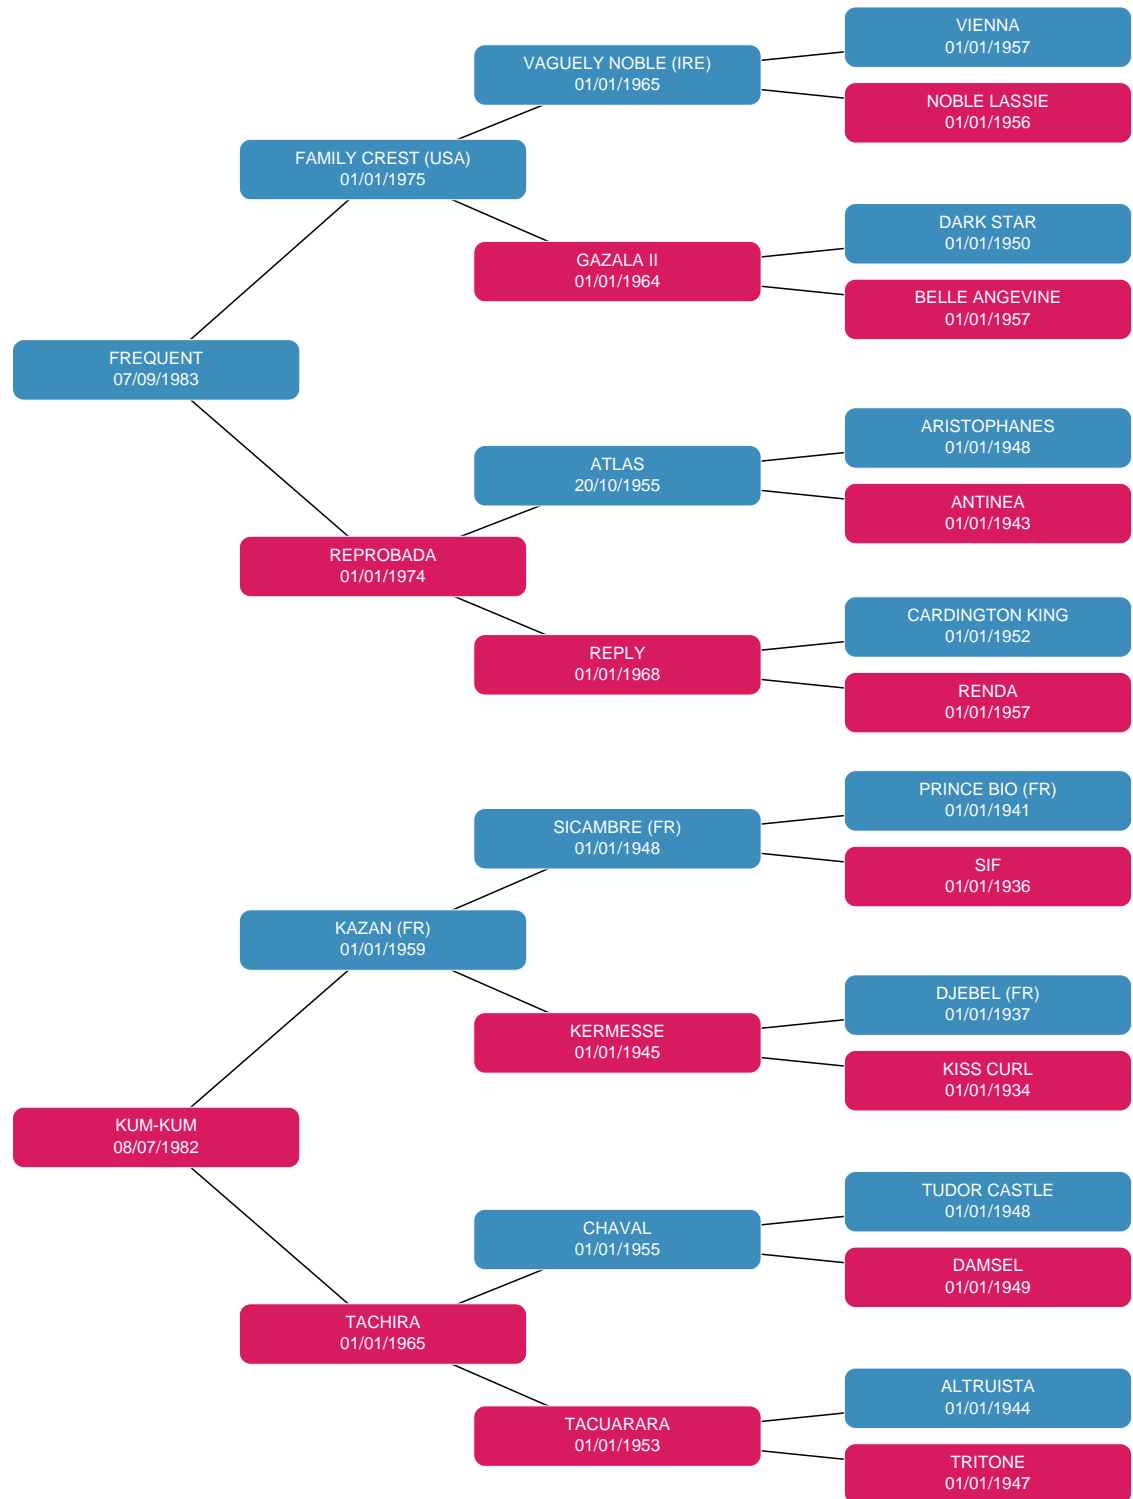 VIENNA
01/01/1957
VAGUELY NOBLE (IRE)
01/01/1965
NOBLE LASSIE
01/01/1956
FAMILY CREST (USA)
01/01/1975
DARK STAR
01/01/1950
GAZALA II
01/01/1964
BELLE ANGEVINE
01/01/1957
FREQUENT
07/09/1983
ARISTOPHANES
01/01/1948
ATLAS
20/10/1955
ANTINEA
01/01/1943
REPROBADA
01/01/1974
CARDINGTON KING
01/01/1952
REPLY
01/01/1968
RENDA
01/01/1957
PRINCE BIO (FR)
01/01/1941
SICAMBRE (FR)
01/01/1948
SIF
01/01/1936
KAZAN (FR)
01/01/1959
DJEBEL (FR)
01/01/1937
KERMESSE
01/01/1945
KISS CURL
01/01/1934
KUM-KUM
08/07/1982
TUDOR CASTLE
01/01/1948
CHAVAL
01/01/1955
DAMSEL
01/01/1949
TACHIRA
01/01/1965
ALTRUISTA
01/01/1944
TACUARARA
01/01/1953
TRITONE
01/01/1947